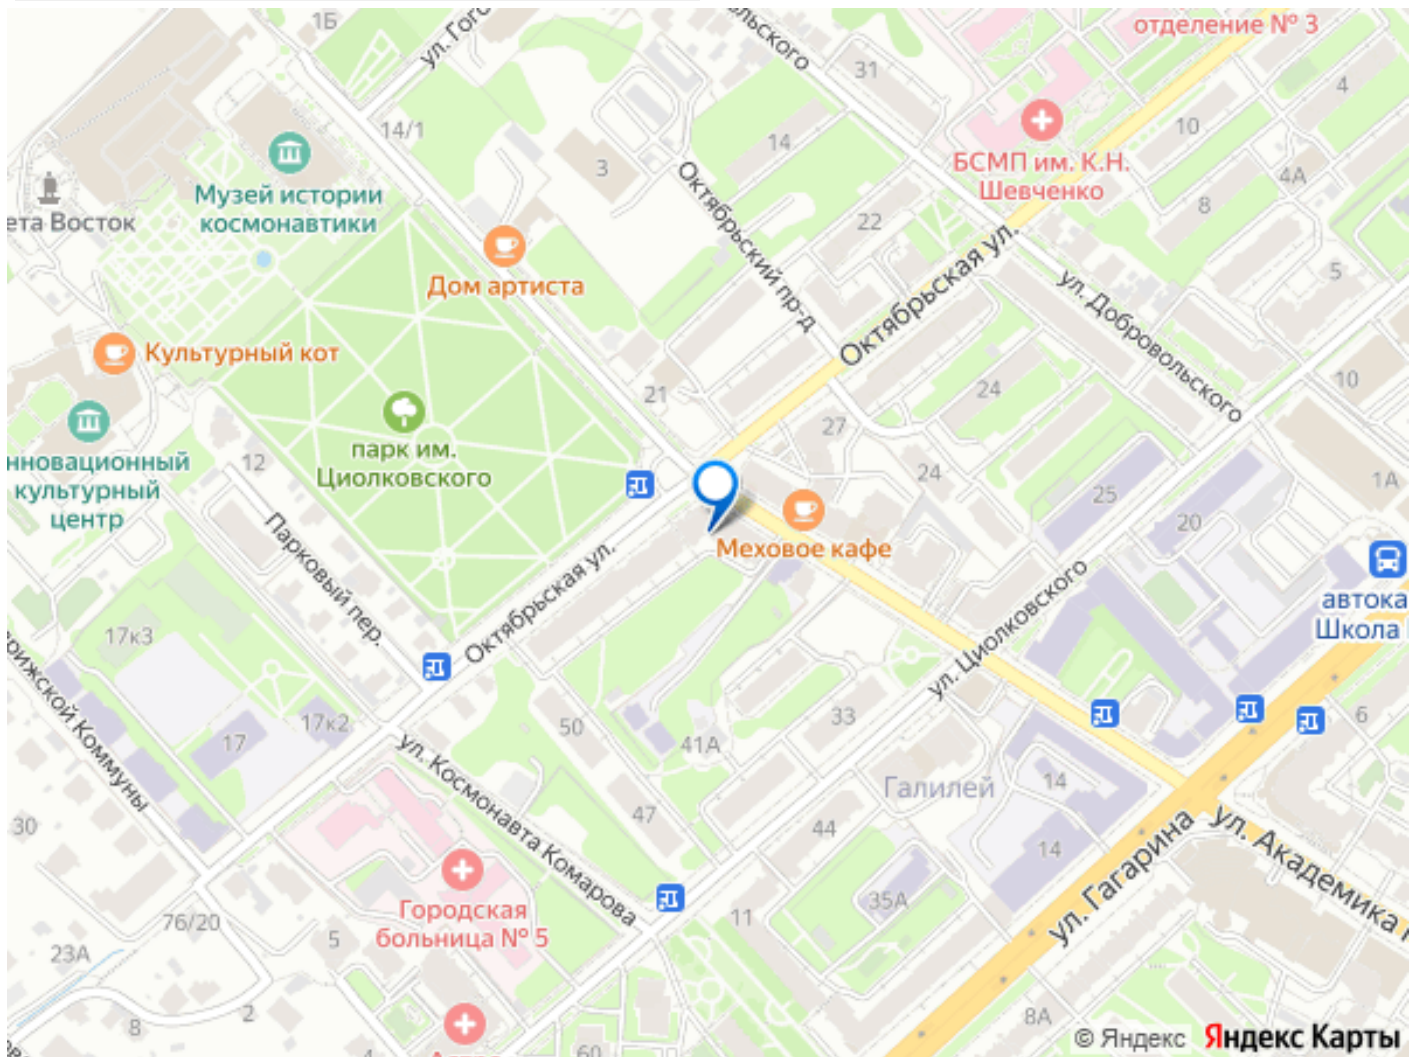 отделение № 3
1Б
ул. Гого
льского
31
4
14/1
14
10
БСМП им. К.Н.
Шевченко
4А
3
Музей истории
космонавтики
ета Восток
Октябрьский пр-д
22
8
Дом артиста
Октябрьская ул.
ул. Добровольского
5
Культурный кот
21
24
10
парк им.
Циолковского
27
нновационный
культурный
центр
12
24
25
1А
20
Парковый пер.
Меховое кафе
Октябрьская ул.
ул. Циолковского
автока
Школа
17к3
рижской Коммуны
17
17к2
50
41А
33
6
ул. Космонавта Комарова
Галилей
14
47
44
14
30
ул. Гагарина
ул. Академика
Городская
больница № 5
76/20
23А
5
11
35А
8
2
4
60
8А
© Яндекс Яндекс Карты